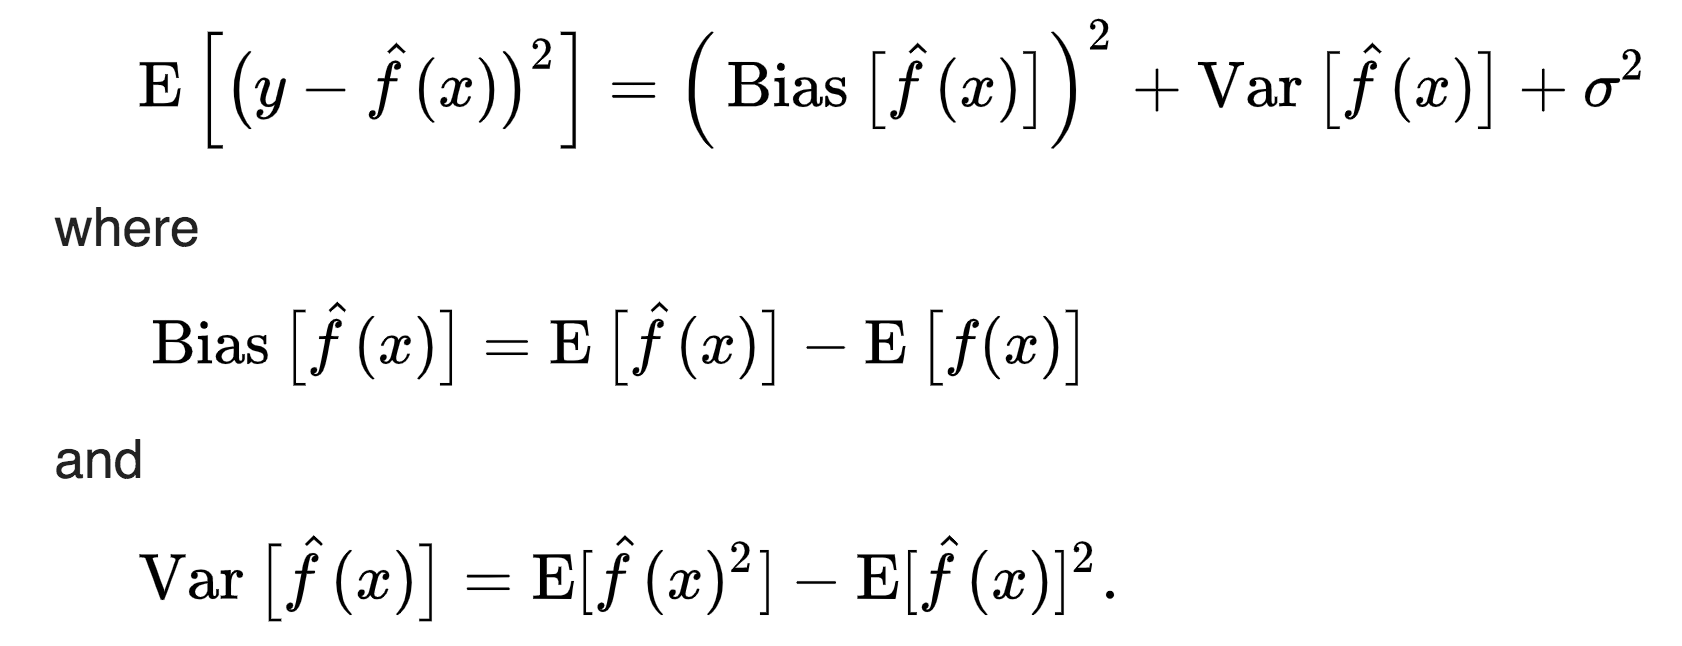 E[(y − f̂(x))²] = (Bias[f̂(x)])² + Var[f̂(x)] + σ²
where
Bias[f̂(x)] = E[f̂(x)] − E[f(x)]
and
Var[f̂(x)] = E[f̂(x)²] − E[f̂(x)]².